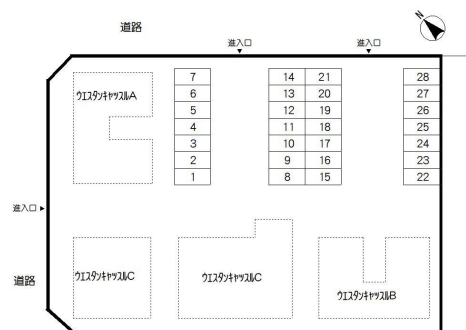 道路
N
進入口
進入口
7 14 21 28
ウエスタンキャッスルA
6 13 20 27
5 12 19 26
4 11 18 25
3 10 17 24
2 9 16 23
1 8 15 22
進入口
道路
ウエスタンキャッスルC
ウエスタンキャッスルC
ウエスタンキャッスルB